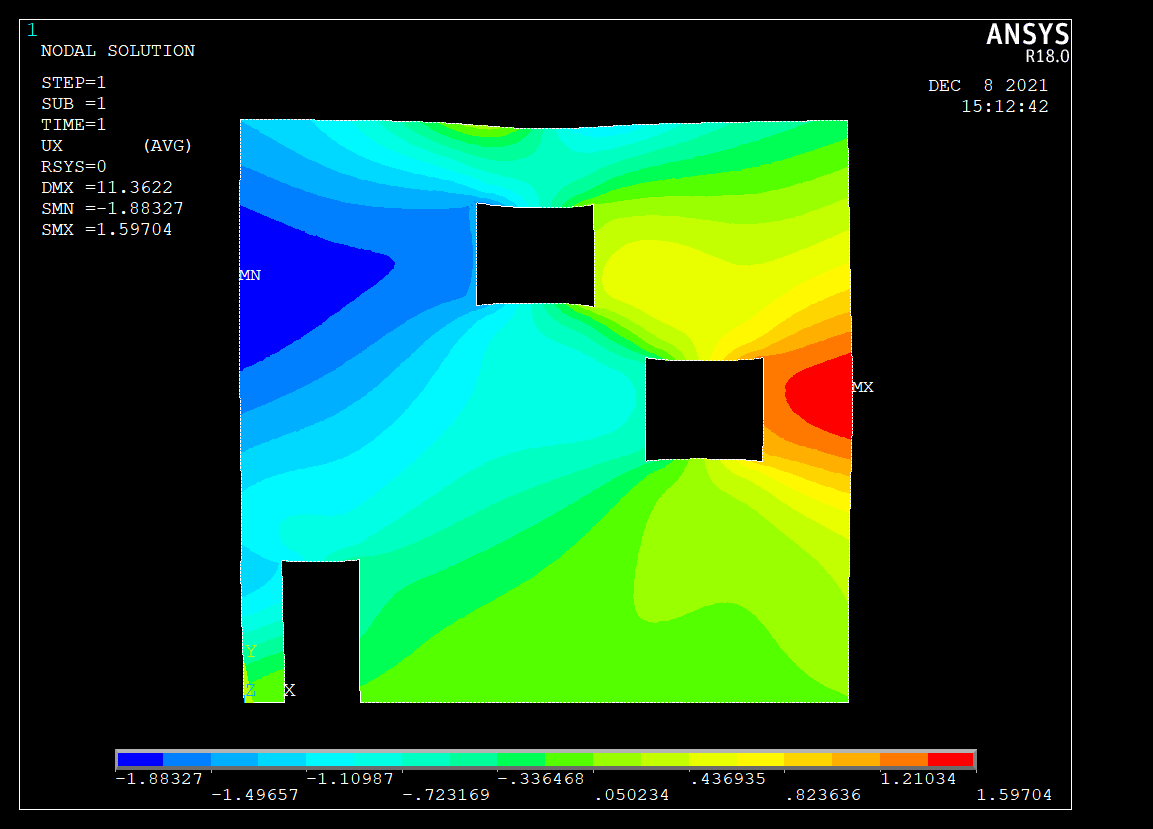 1
ANSYS
R18.0
NODAL SOLUTION
DEC  8 2021
15:12:42
STEP=1
SUB =1
TIME=1
UX       (AVG)
RSYS=0
DMX =11.3622
SMN =-1.88327
SMX =1.59704
MN
MX
Y
Z
X
-1.88327
-1.49657
-1.10987
-.723169
-.336468
.050234
.436935
.823636
1.21034
1.59704